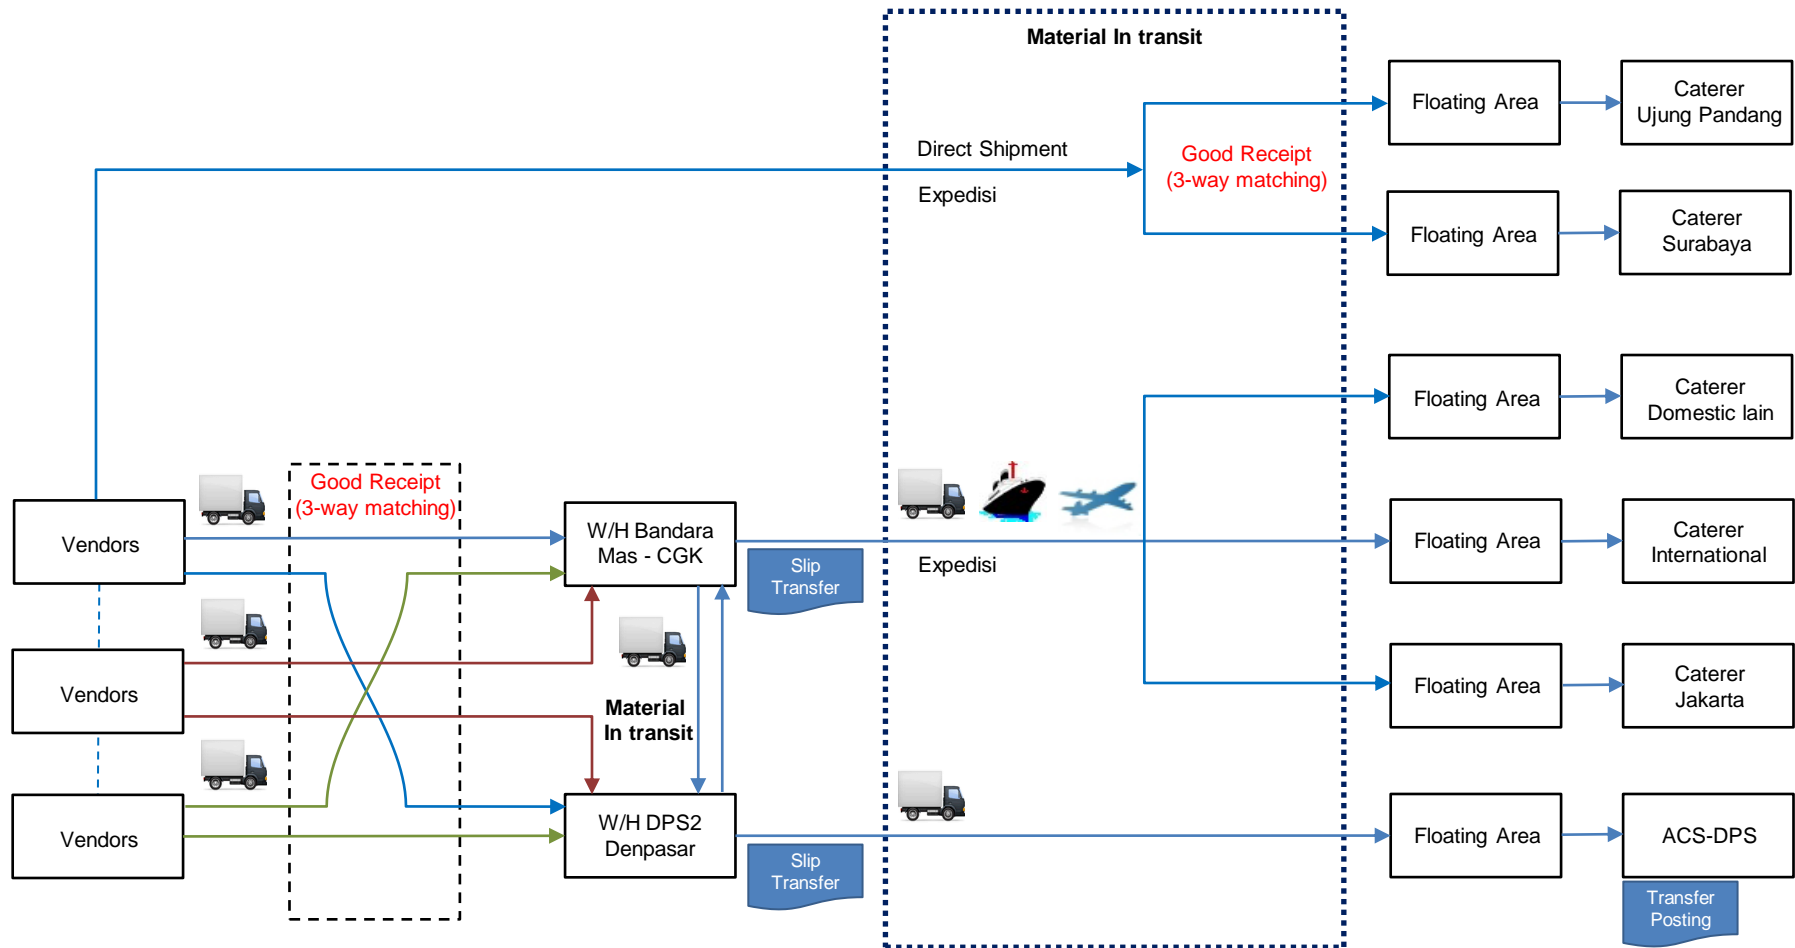 Material In transit
Floating Area
Caterer
Ujung Pandang
Direct Shipment
Expedisi
Good Receipt
(3-way matching)
Floating Area
Caterer
Surabaya
Floating Area
Caterer
Domestic lain
Good Receipt
(3-way matching)
Vendors
W/H Bandara
Mas - CGK
Slip
Transfer
Expedisi
Floating Area
Caterer
International
Vendors
Material
In transit
Floating Area
Caterer
Jakarta
Vendors
W/H DPS2
Denpasar
Slip
Transfer
Floating Area
ACS-DPS
Transfer
Posting